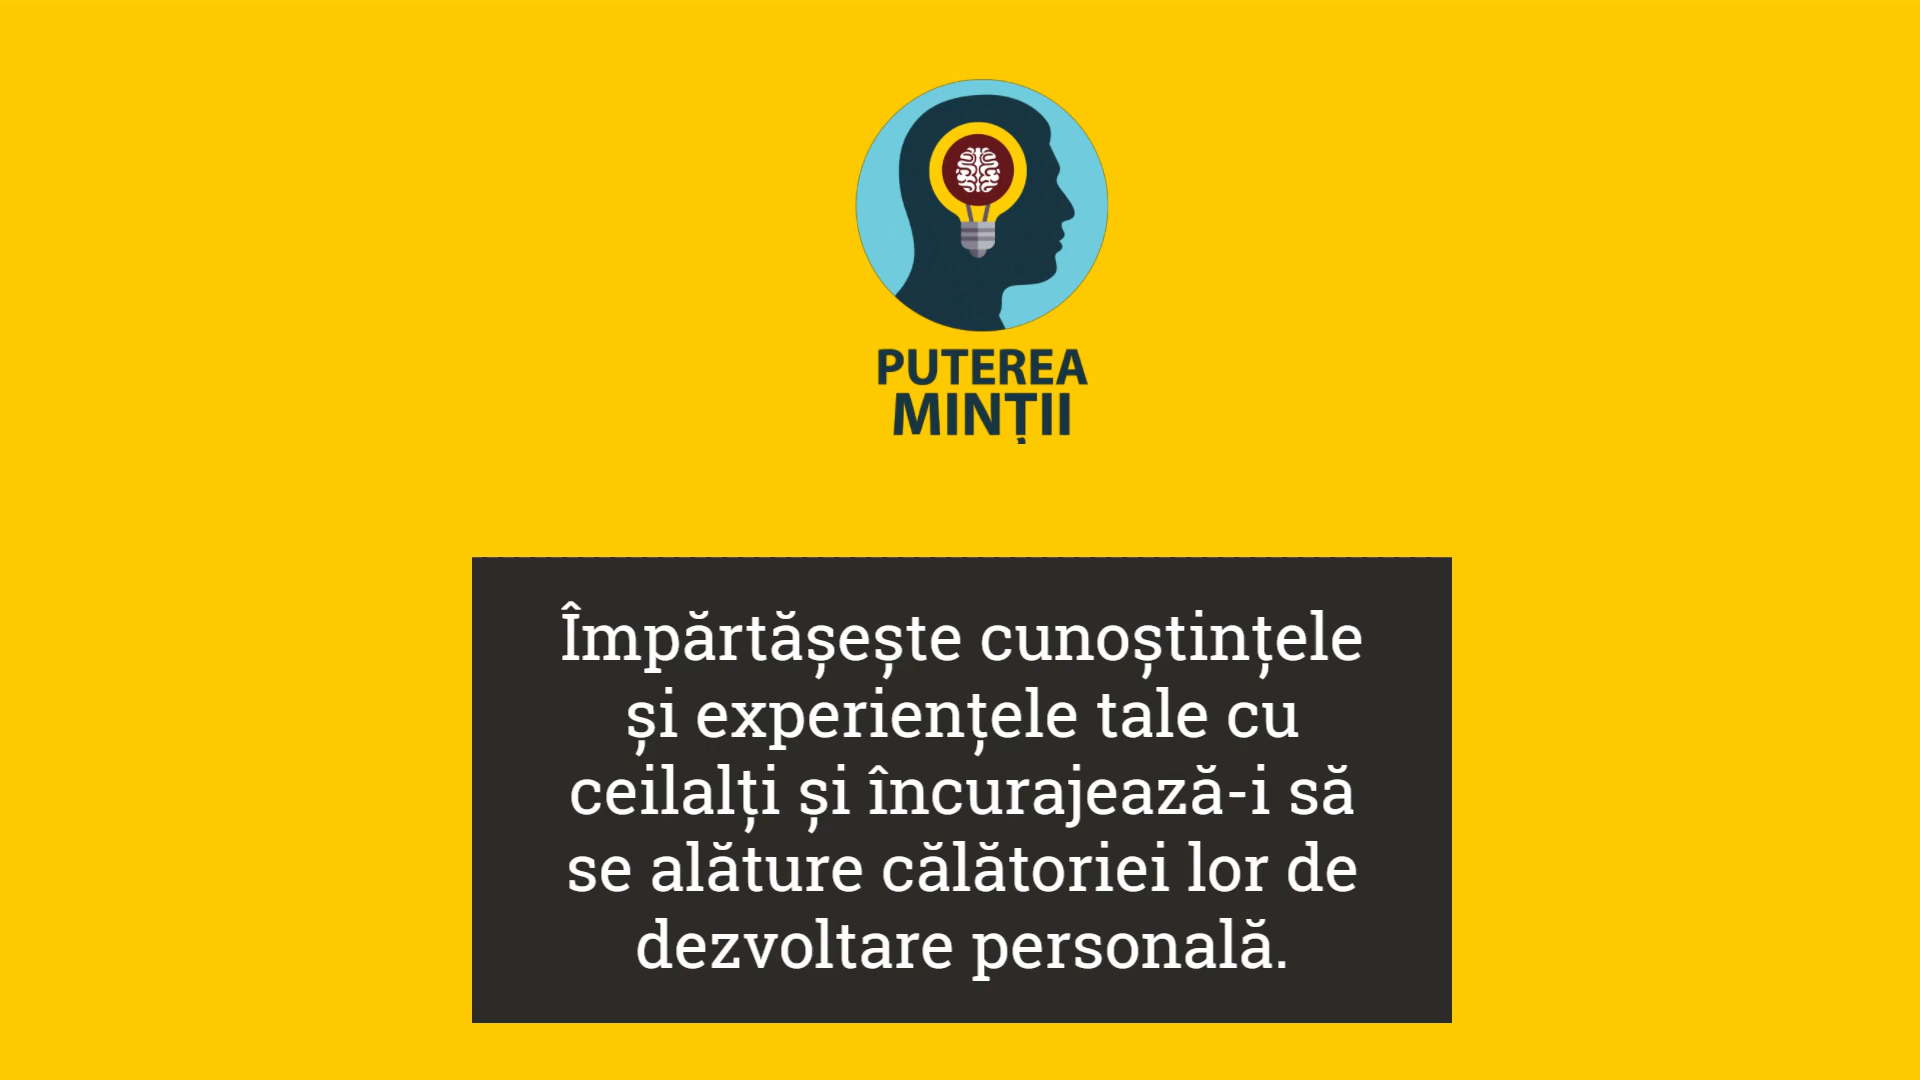 PUTEREA
MINȚII
Împărtășește cunoștințele
și experiențele tale cu
ceilalți și încurajează-i să
se alăture călătoriei lor de
dezvoltare personală.